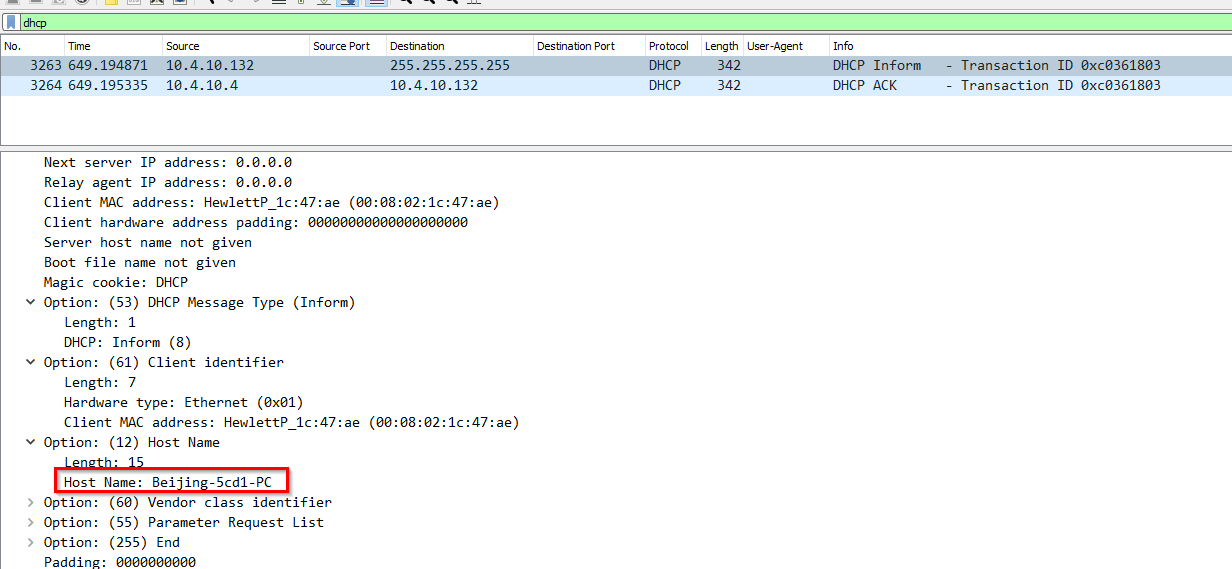 dhcp
No. Time Source Source Port Destination Destination Port Protocol Length User-Agent Info
3263 649.194871 10.4.10.132 255.255.255.255 DHCP 342 DHCP Inform - Transaction ID 0xc0361803
3264 649.195335 10.4.10.4 10.4.10.132 DHCP 342 DHCP ACK - Transaction ID 0xc0361803
Next server IP address: 0.0.0.0
Relay agent IP address: 0.0.0.0
Client MAC address: HewlettP_1c:47:ae (00:08:02:1c:47:ae)
Client hardware address padding: 00000000000000000000
Server host name not given
Boot file name not given
Magic cookie: DHCP
Option: (53) DHCP Message Type (Inform)
Length: 1
DHCP: Inform (8)
Option: (61) Client identifier
Length: 7
Hardware type: Ethernet (0x01)
Client MAC address: HewlettP_1c:47:ae (00:08:02:1c:47:ae)
Option: (12) Host Name
Length: 15
Host Name: Beijing-5cd1-PC
Option: (60) Vendor class identifier
Option: (55) Parameter Request List
Option: (255) End
Padding: 0000000000